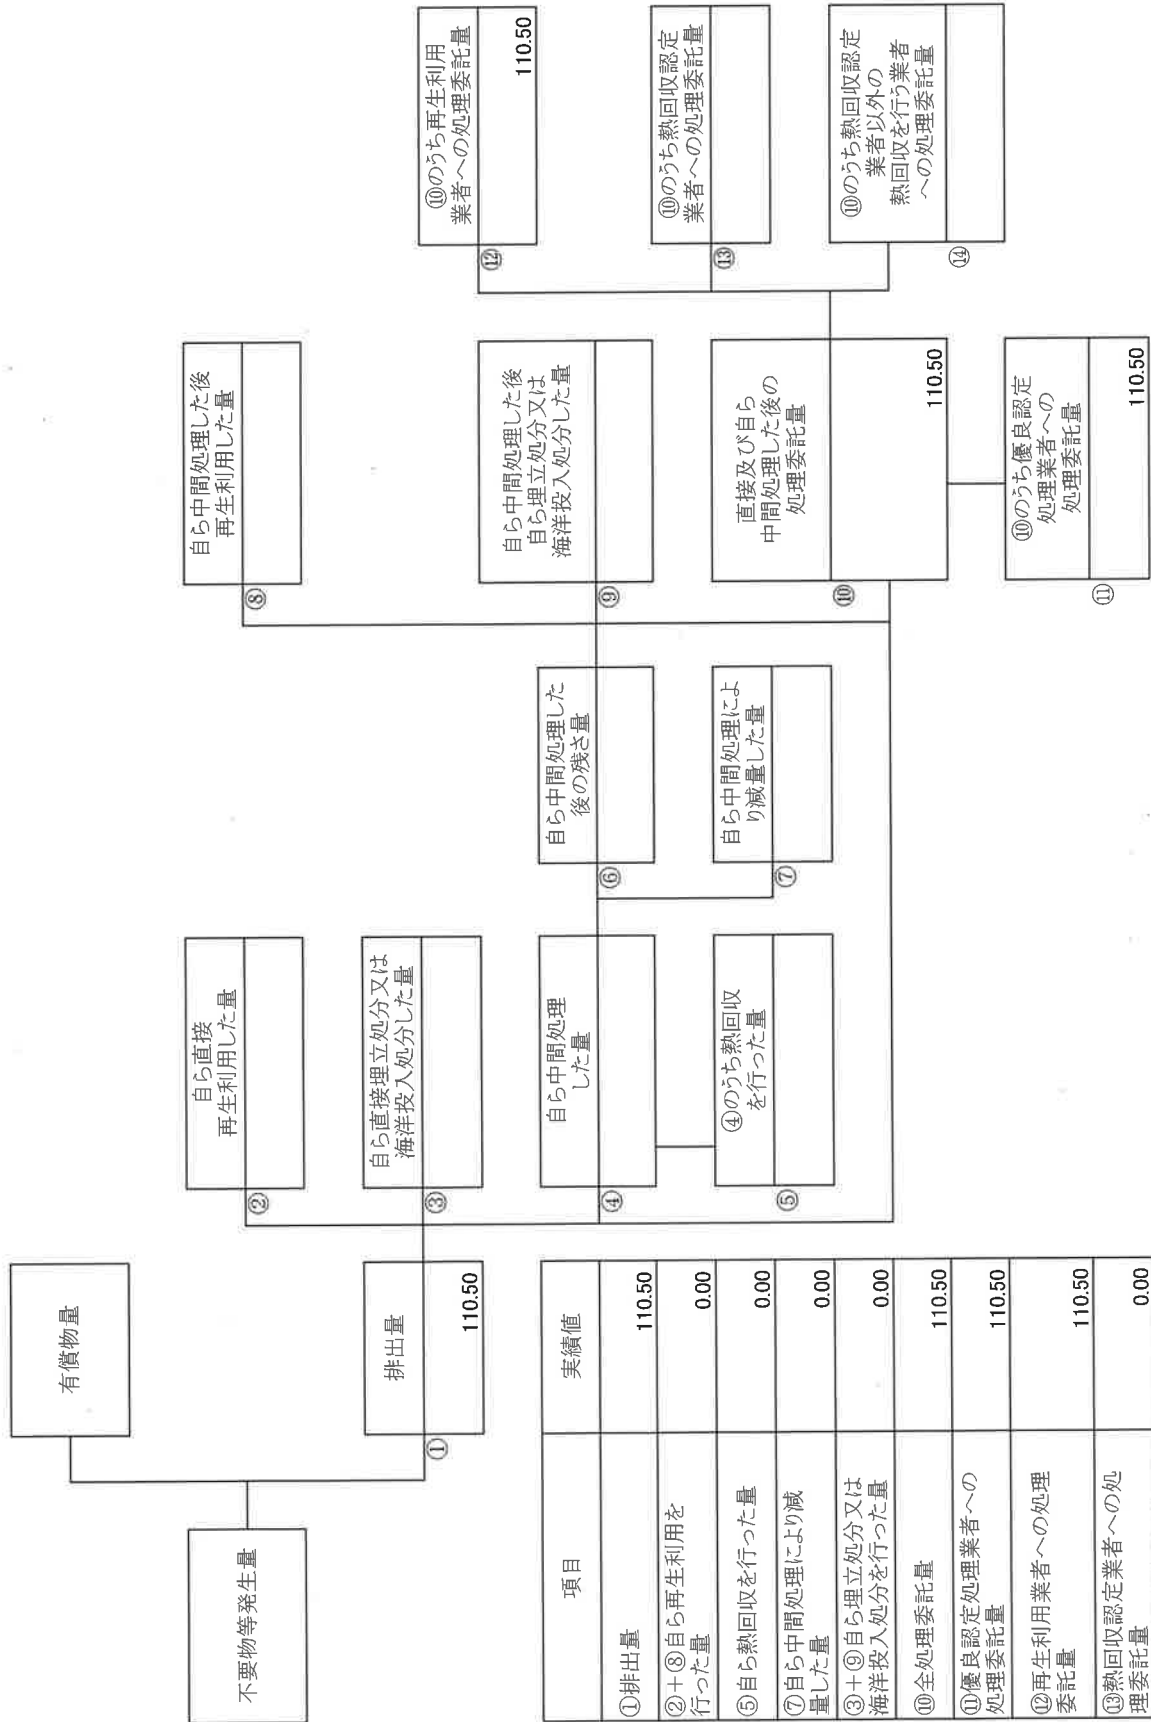 不要物等発生量
有償物量
排出量
①
110.50
②
自ら直接
再生利用した量
③
自ら直接埋立処分又は
海洋投入処分した量
④
自ら中間処理
した量
⑤
④のうち熱回収
を行った量
⑥
自ら中間処理した
後の残さ量
⑦
自ら中間処理によ
り減量した量
⑧
自ら中間処理した後
再生利用した量
⑨
自ら中間処理した後
自ら埋立処分又は
海洋投入処分した量
⑩
直接及び自ら
中間処理した後の
処理委託量
110.50
⑪
⑩のうち優良認定
処理業者への
処理委託量
110.50
⑫
⑩のうち再生利用
業者への処理委託量
110.50
⑬
⑩のうち熱回収認定
業者への処理委託量
⑭
⑩のうち熱回収認定
業者以外の
熱回収を行う業者
への処理委託量
項目 実績値
①排出量 110.50
②+⑧自ら再生利用を
行った量 0.00
⑤自ら熱回収を行った量 0.00
⑦自ら中間処理により減
量した量 0.00
③+⑨自ら埋立処分又は
海洋投入処分を行った量 0.00
⑩全処理委託量 110.50
⑪優良認定処理業者への
処理委託量 110.50
⑫再生利用業者への処理
委託量 110.50
⑬熱回収認定業者への処
理委託量 0.00